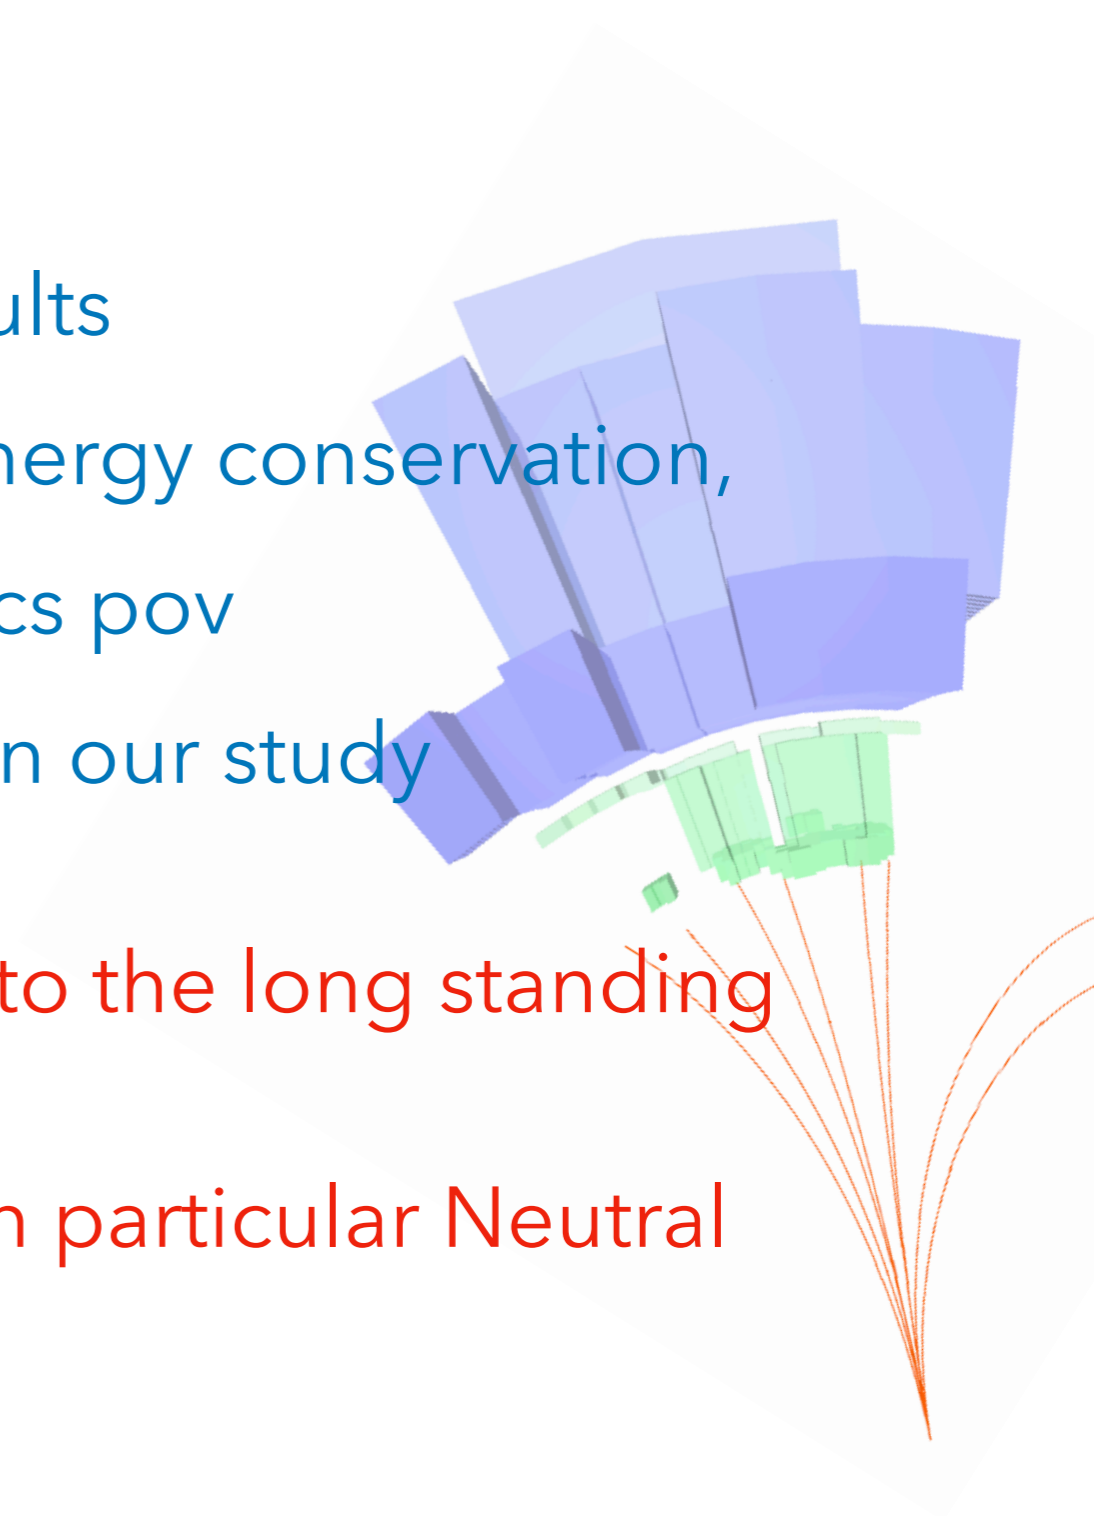 ults
nergy conservation,
cs pov
n our study
to the long standing
n particular Neutral